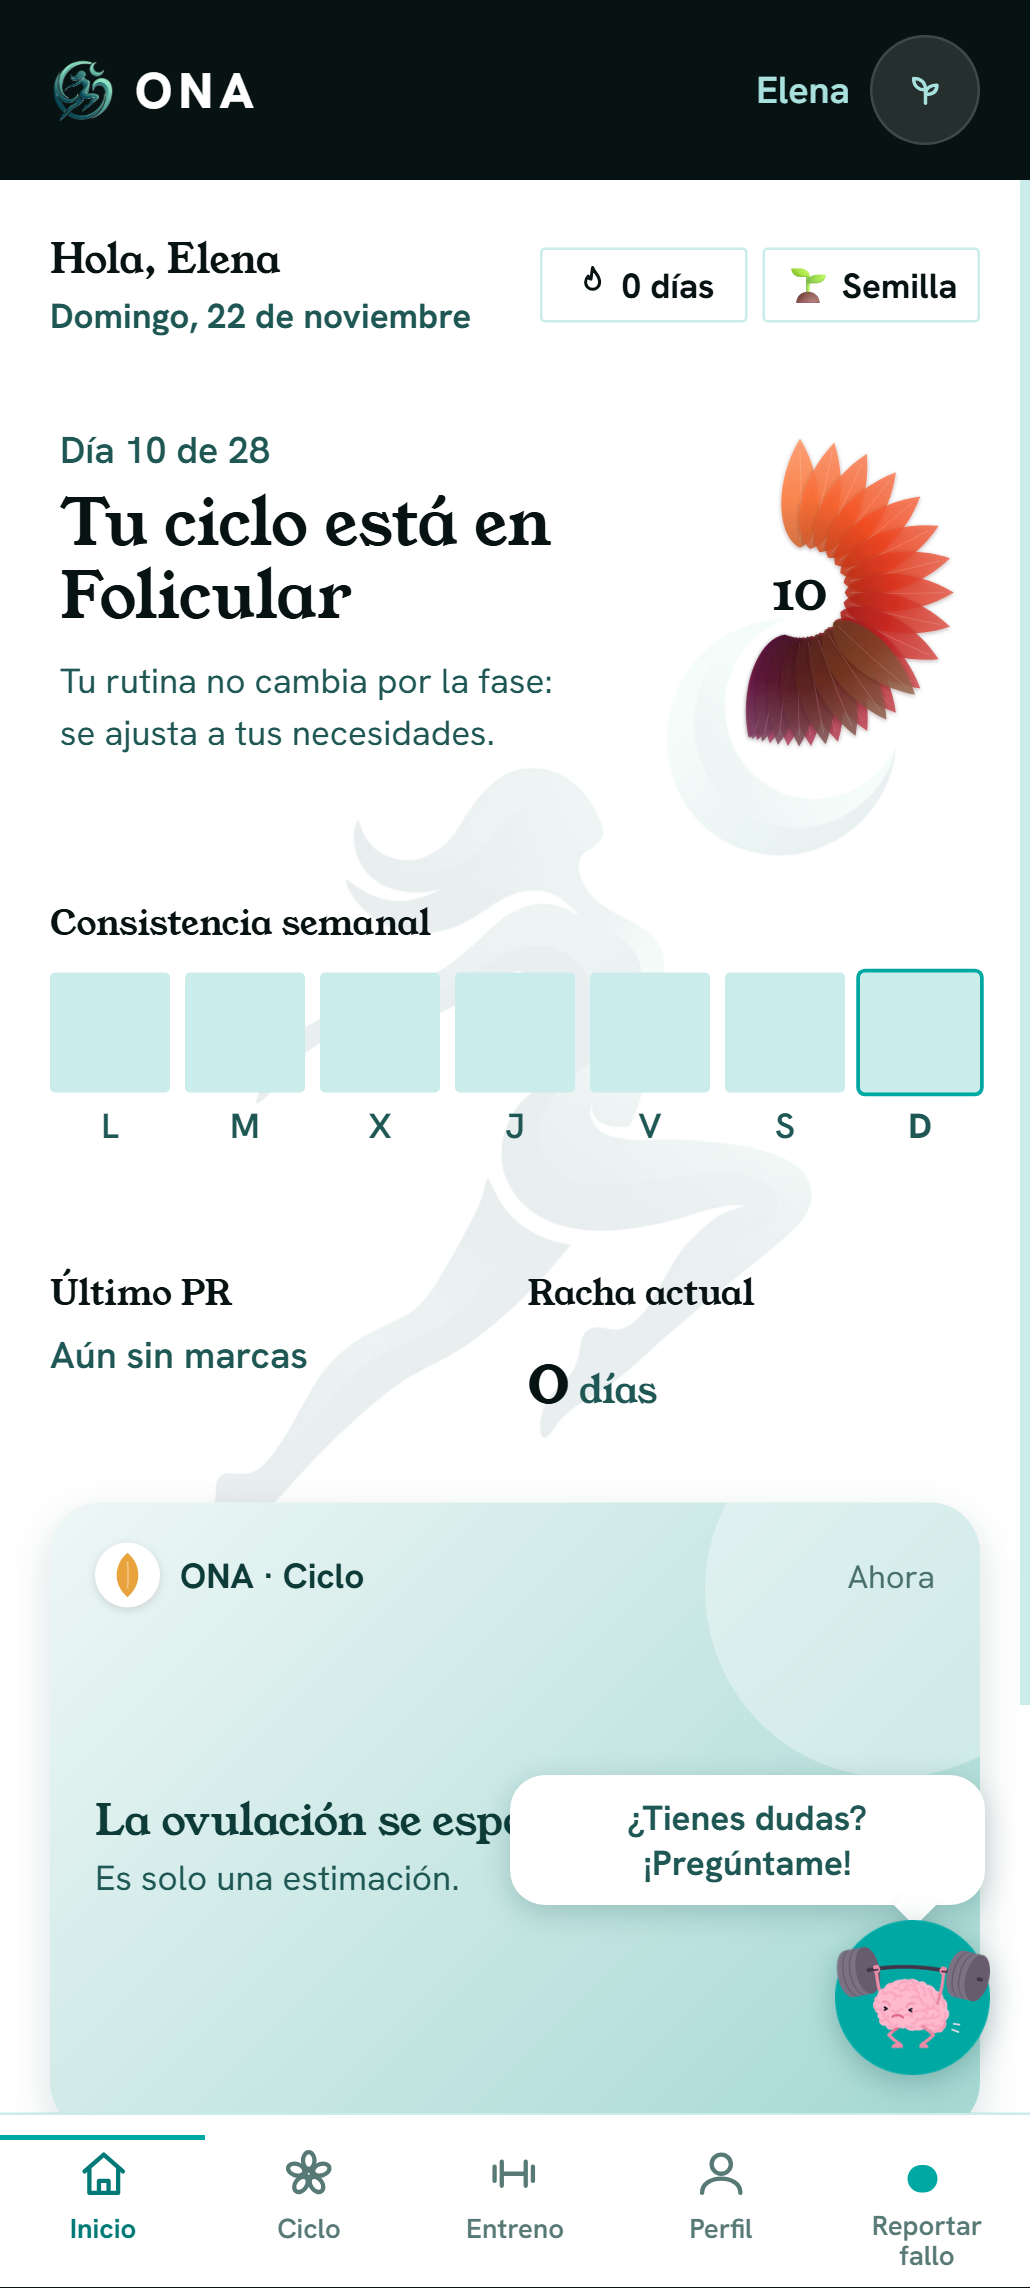 ONA
Elena
Hola, Elena
Domingo, 22 de noviembre
0 días
Semilla
Día 10 de 28
Tu ciclo está en
Folicular
Tu rutina no cambia por la fase:
se ajusta a tus necesidades.
10
Consistencia semanal
L M X J V S D
Último PR
Aún sin marcas
Racha actual
0 días
ONA · Ciclo
Ahora
La ovulación se
Es solo una estimación.
¿Tienes dudas?
¡Pregúntame!
Inicio
Ciclo
Entreno
Perfil
Reportar
fallo